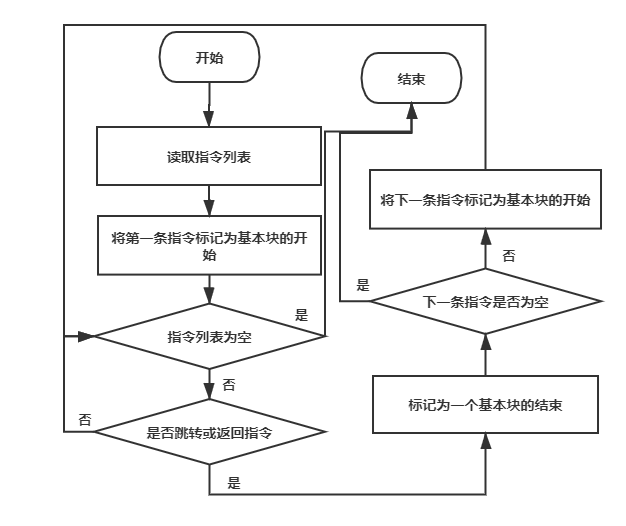 开始
结束
读取指令列表
将下一条指令标记为基本块的开始
将第一条指令标记为基本块的开
始
否
是
下一条指令是否为空
是
指令列表为空
否
标记为一个基本块的结束
否
是否跳转或返回指令
是